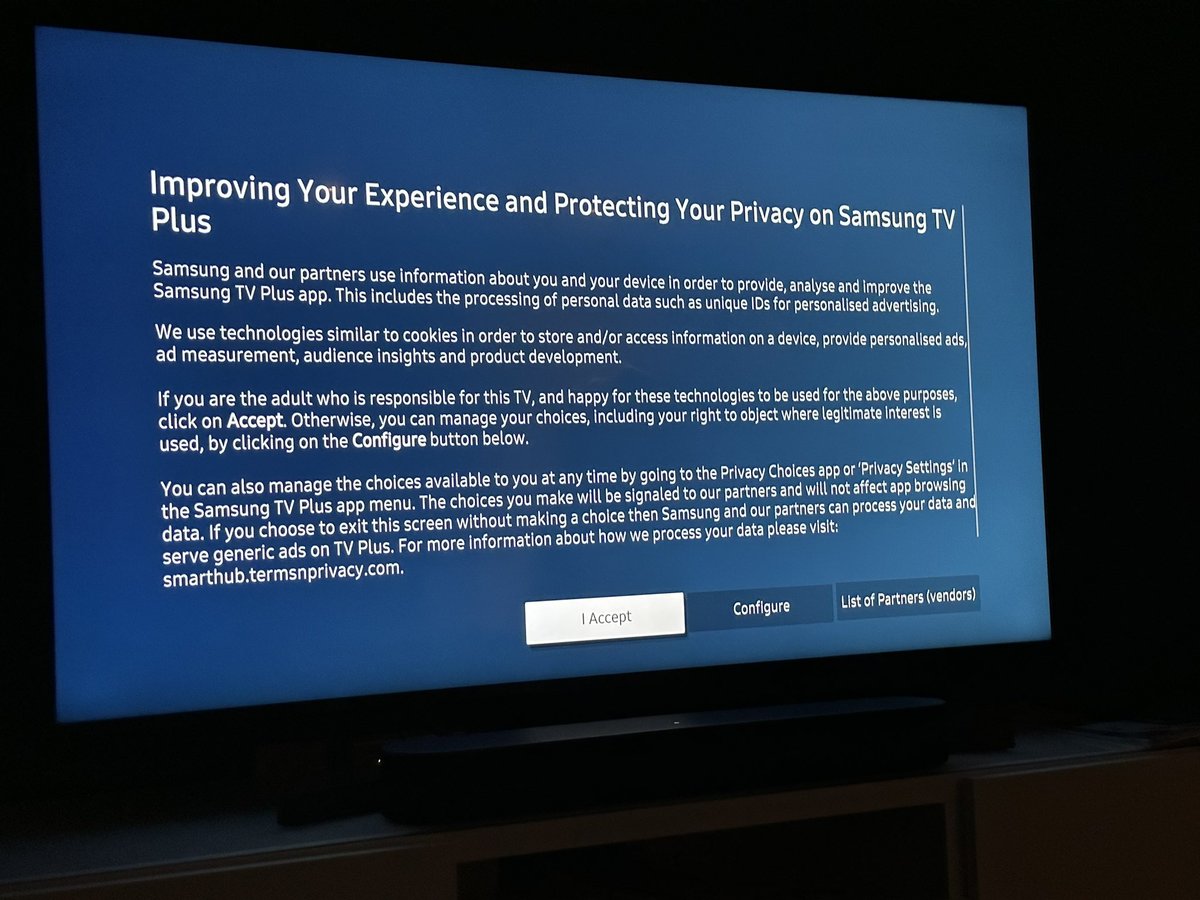 Improving Your Experience and Protecting Your Privacy on Samsung TV
Plus
Samsung and our partners use information about you and your device in order to provide, analyse and improve the
Samsung TV Plus app. This includes the processing of personal data such as unique IDs for personalised advertising.
We use technologies similar to cookies in order to store and/or access information on a device, provide personalised ads,
ad measurement, audience insights and product development.
If you are the adult who is responsible for this TV, and happy for these technologies to be used for the above purposes,
click on Accept. Otherwise, you can manage your choices, including your right to object where legitimate interest is
used, by clicking on the Configure button below.
You can also manage the choices available to you at any time by going to the Privacy Choices app or ‘Privacy Settings’ in
the Samsung TV Plus app menu. The choices you make will be signaled to our partners and will not affect app browsing
data. If you choose to exit this screen without making a choice then Samsung and our partners can process your data and
serve generic ads on TV Plus. For more information about how we process your data please visit:
smarthub.termsnprivacy.com.
I Accept
Configure
List of Partners (vendors)